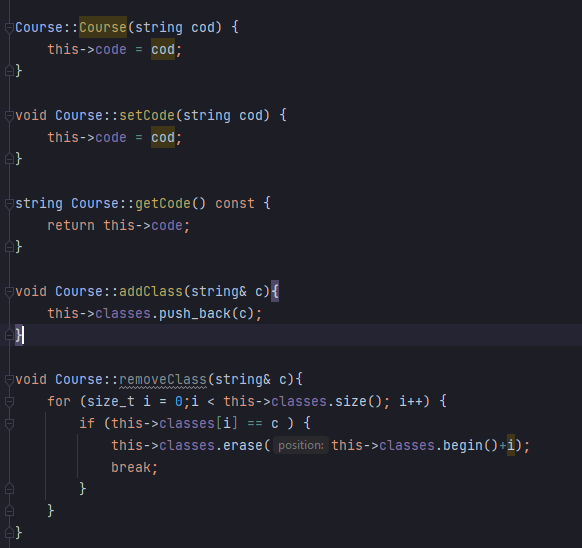 Course::Course(string cod) {
    this->code = cod;
}
void Course::setCode(string cod) {
    this->code = cod;
}
string Course::getCode() const {
    return this->code;
}
void Course::addClass(string& c){
    this->classes.push_back(c);
}
void Course::removeClass(string& c){
    for (size_t i = 0;i < this->classes.size(); i++) {
        if (this->classes[i] == c ) {
            this->classes.erase( position: this->classes.begin()+i);
            break;
        }
    }
}